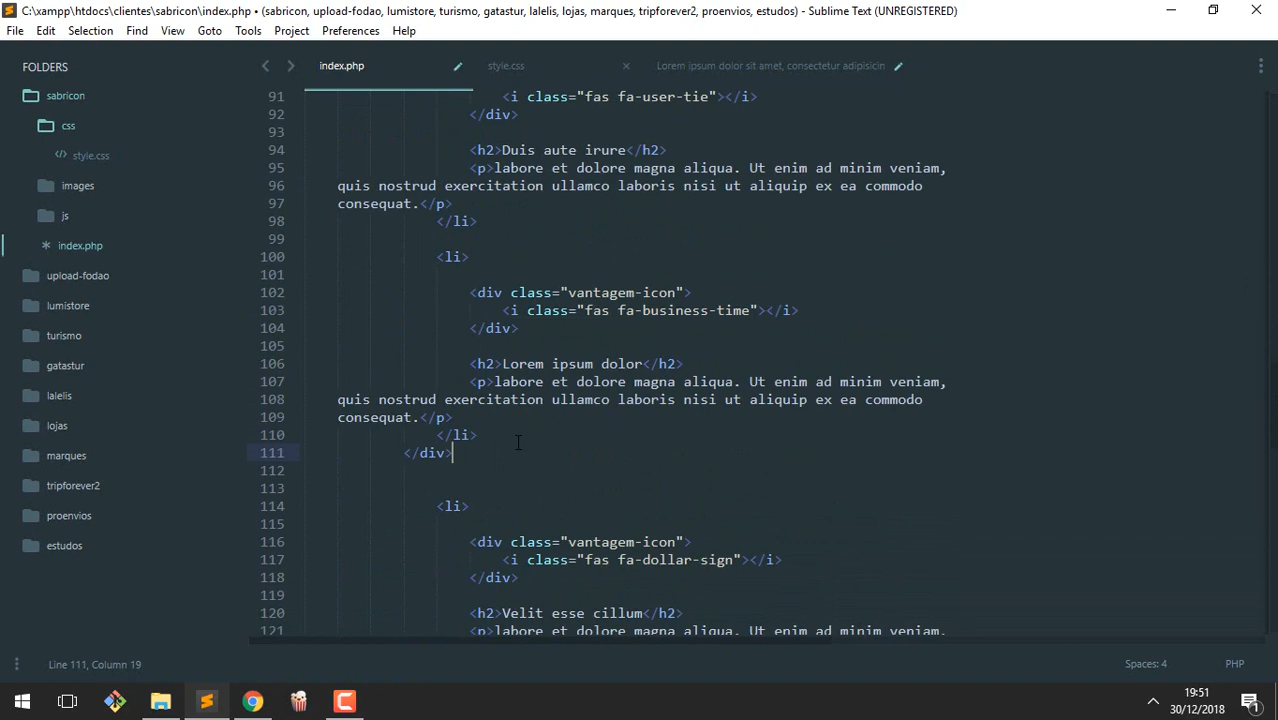 C:\xampp\htdocs\clientes\sabricon\index.php • (sabricon, upload-fodao, lumistore, turismo, gatastur, lalelis, lojas, marques, tripforever2, proenvios, estudos) - Sublime Text (UNREGISTERED)
File Edit Selection Find View Goto Tools Project Preferences Help
FOLDERS
sabricon
css
style.css
images
js
index.php
upload-fodao
lumistore
turismo
gatastur
lalelis
lojas
marques
tripforever2
proenvios
estudos
index.php style.css Lorem ipsum dolor sit amet, consectetur adipisicin
91 <i class="fas fa-user-tie"></i>
92 </div>
93
94 <h2>Duis aute irure</h2>
95 <p>labore et dolore magna aliqua. Ut enim ad minim veniam,
96 quis nostrud exercitation ullamco laboris nisi ut aliquip ex ea commodo
97 consequat.</p>
98 </li>
99
100 <li>
101
102 <div class="vantagem-icon">
103 <i class="fas fa-business-time"></i>
104 </div>
105
106 <h2>Lorem ipsum dolor</h2>
107 <p>labore et dolore magna aliqua. Ut enim ad minim veniam,
108 quis nostrud exercitation ullamco laboris nisi ut aliquip ex ea commodo
109 consequat.</p>
110 </li>
111 </div>
112
113
114 <li>
115
116 <div class="vantagem-icon">
117 <i class="fas fa-dollar-sign"></i>
118 </div>
119
120 <h2>Velit esse cillum</h2>
121 <p>labore et dolore magna aliqua. Ut enim ad minim veniam,
Line 111, Column 19 Spaces: 4 PHP
19:51
30/12/2018
1